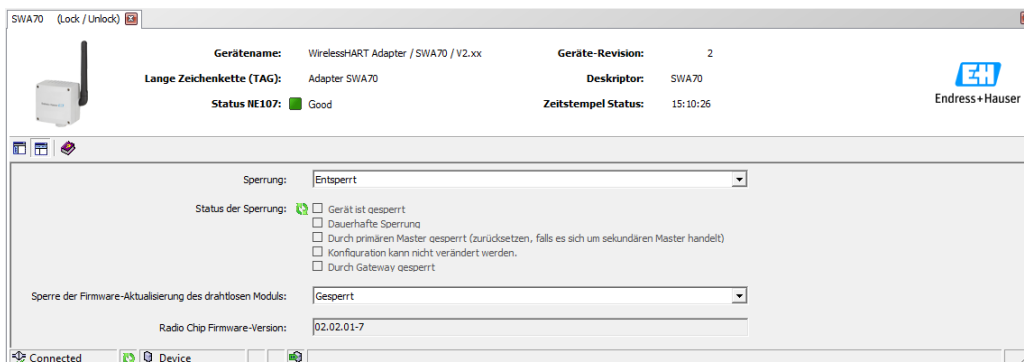 SWA70 (Lock / Unlock)
Gerätename: WirelessHART Adapter / SWA70 / V2.xx Geräte-Revision: 2
Lange Zeichenkette (TAG): Adapter SWA70 Deskriptor: SWA70
Status NE107: Good Zeitstempel Status: 15:10:26
EH
Endress+Hauser
Sperrung: Entsperrt
Status der Sperrung: Gerät ist gesperrt
Dauerhafte Sperrung
Durch primären Master gesperrt (zurücksetzen, falls es sich um sekundären Master handelt)
Konfiguration kann nicht verändert werden.
Durch Gateway gesperrt
Sperre der Firmware-Aktualisierung des drahtlosen Moduls: Gesperrt
Radio Chip Firmware-Version: 02.02.01-7
Connected Device